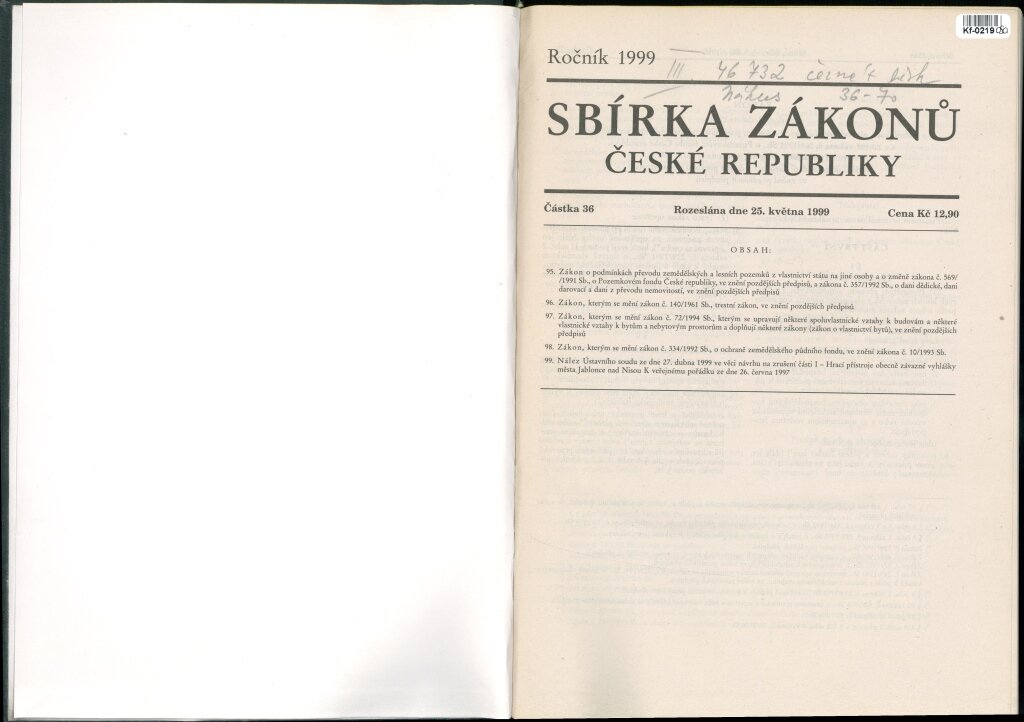 Kf-0219
Ročník 1999
III 46 732
36-70
SBÍRKA ZÁKONŮ
ČESKÉ REPUBLIKY
Částka 36 Rozeslána dne 25. května 1999 Cena Kč 12,90
OBSAH:
95. Zákon o podmínkách převodu zemědělských a lesních pozemků z vlastnictví státu na jiné osoby a o změně zákona č. 569/
/1991 Sb., o Pozemkovém fondu České republiky, ve znění pozdějších předpisů, a zákona č. 357/1992 Sb., o dani dědické, dani
darovací a dani z převodu nemovitostí, ve znění pozdějších předpisů
96. Zákon, kterým se mění zákon č. 140/1961 Sb., trestní zákon, ve znění pozdějších předpisů
97. Zákon, kterým se mění zákon č. 72/1994 Sb., kterým se upravují některé spoluvlastnické vztahy k budovám a některé
vlastnické vztahy k bytům a nebytovým prostorům a doplňují některé zákony (zákon o vlastnictví bytů), ve znění pozdějších
předpisů
98. Zákon, kterým se mění zákon č. 334/1992 Sb., o ochraně zemědělského půdního fondu, ve znění zákona č. 10/1993 Sb.
99. Nález Ústavního soudu ze dne 27. dubna 1999 ve věci návrhu na zrušení části I – Hrací přístroje obecně závazné vyhlášky
města Jablonce nad Nisou K veřejnému pořádku ze dne 26. června 1997